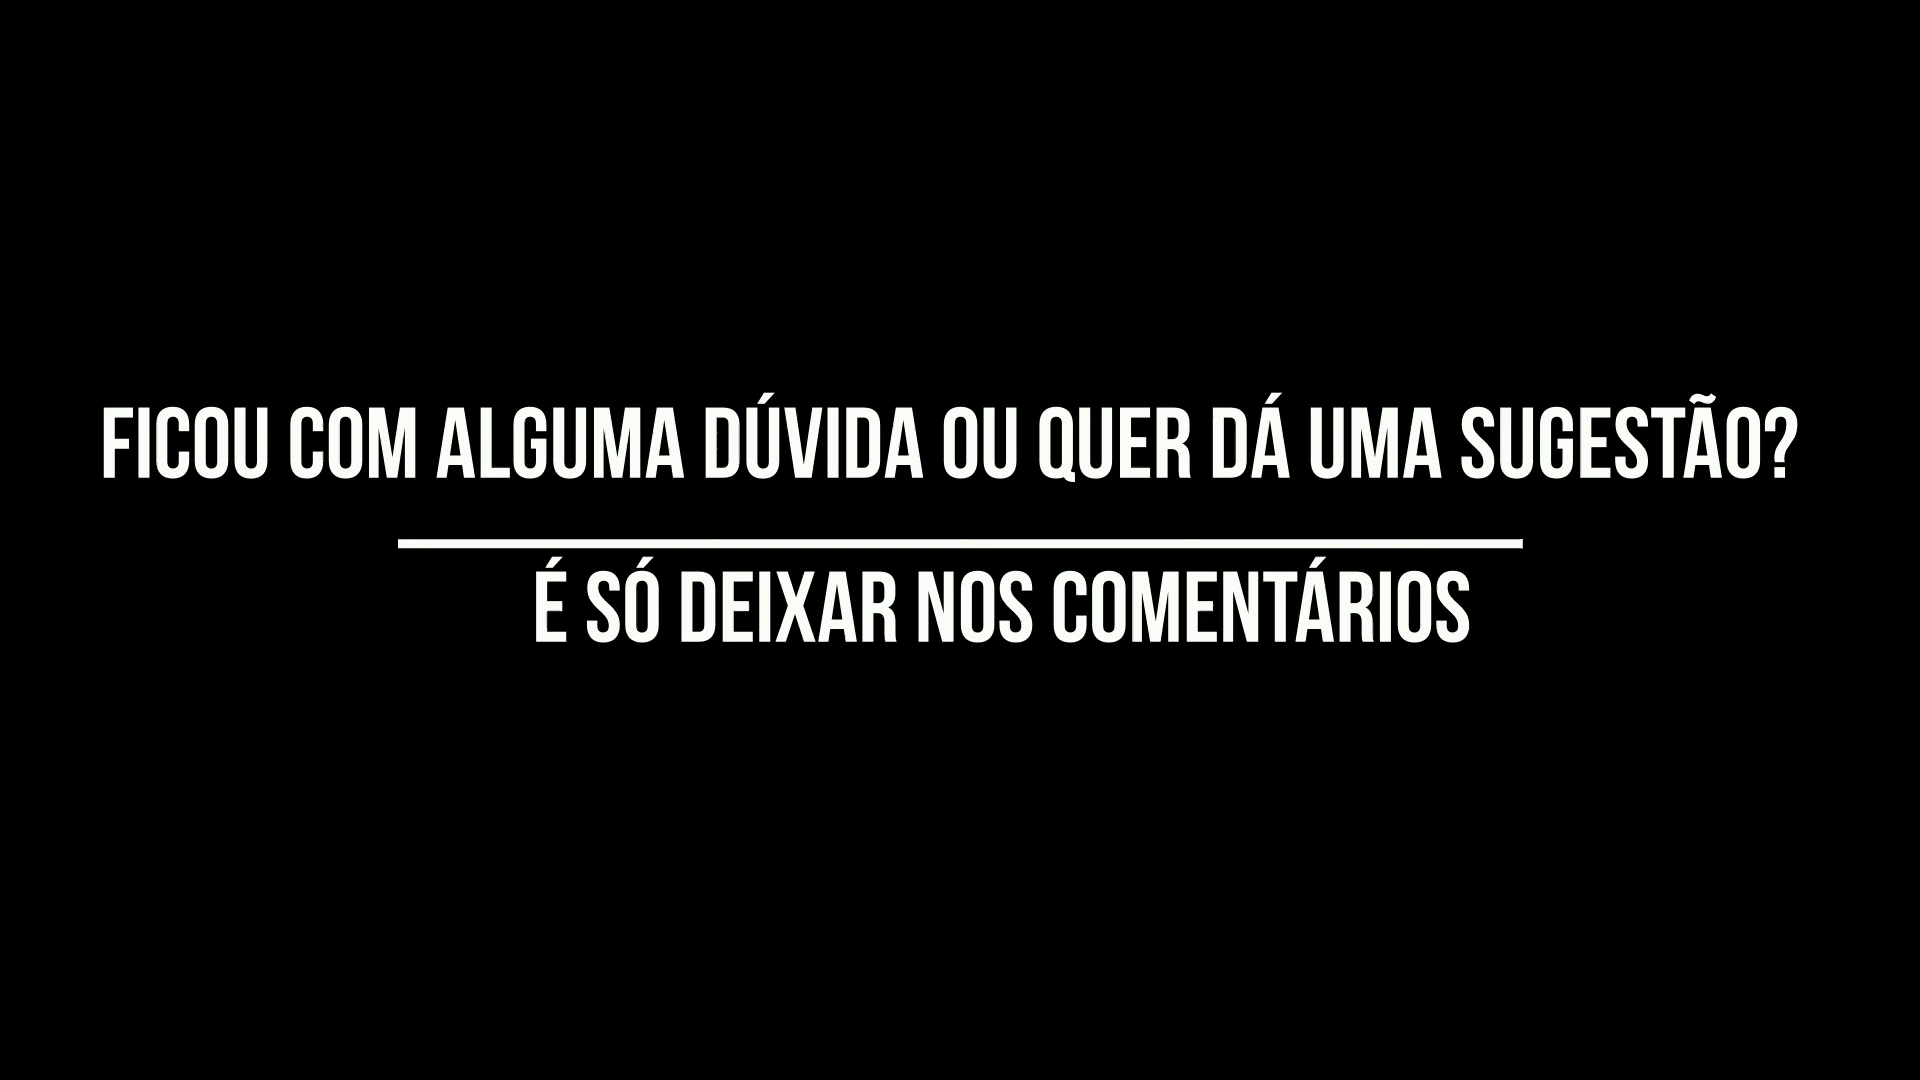 FICOU COM ALGUMA DÚVIDA OU QUER DÁ UMA SUGESTÃO?
É SÓ DEIXAR NOS COMENTÁRIOS